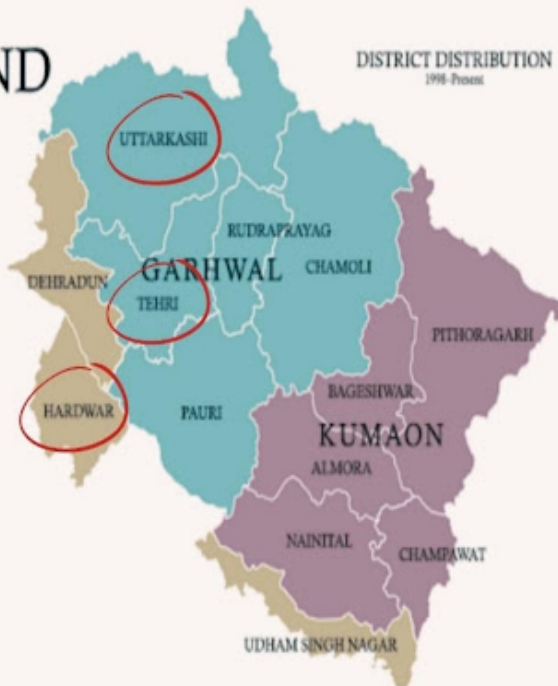 ND
DISTRICT DISTRIBUTION
1998-Present
UTTARKASHI
RUDRAPRAYAG
GARHWAL
CHAMOLI
DEHRADUN
TEHRI
PITHORAGARH
BAGESHWAR
HARDWAR
PAURI
KUMAON
ALMORA
NAINITAL
CHAMPAWAT
UDHAM SINGH NAGAR